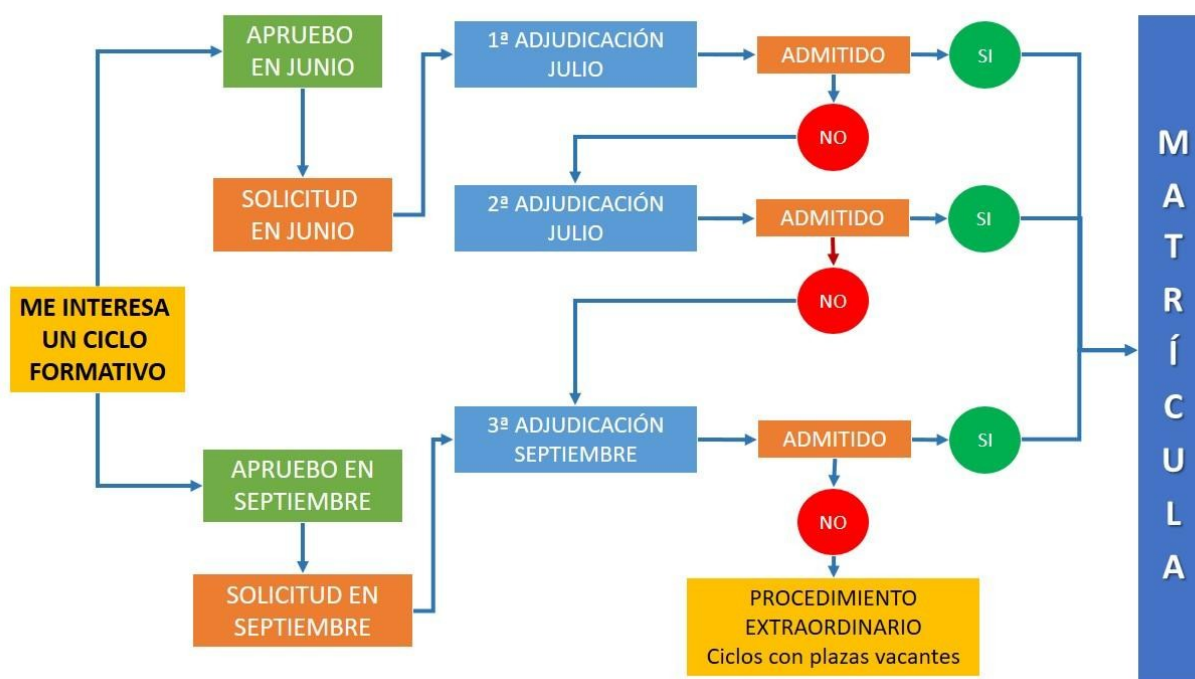 ME INTERESA
UN CICLO
FORMATIVO
APRUEBO
EN JUNIO
SOLICITUD
EN JUNIO
1ª ADJUDICACIÓN
JULIO
ADMITIDO
SI
NO
2ª ADJUDICACIÓN
JULIO
ADMITIDO
SI
NO
APRUEBO EN
SEPTIEMBRE
SOLICITUD EN
SEPTIEMBRE
3ª ADJUDICACIÓN
SEPTIEMBRE
ADMITIDO
SI
NO
PROCEDIMIENTO
EXTRAORDINARIO
Ciclos con plazas vacantes
MATRÍCULA